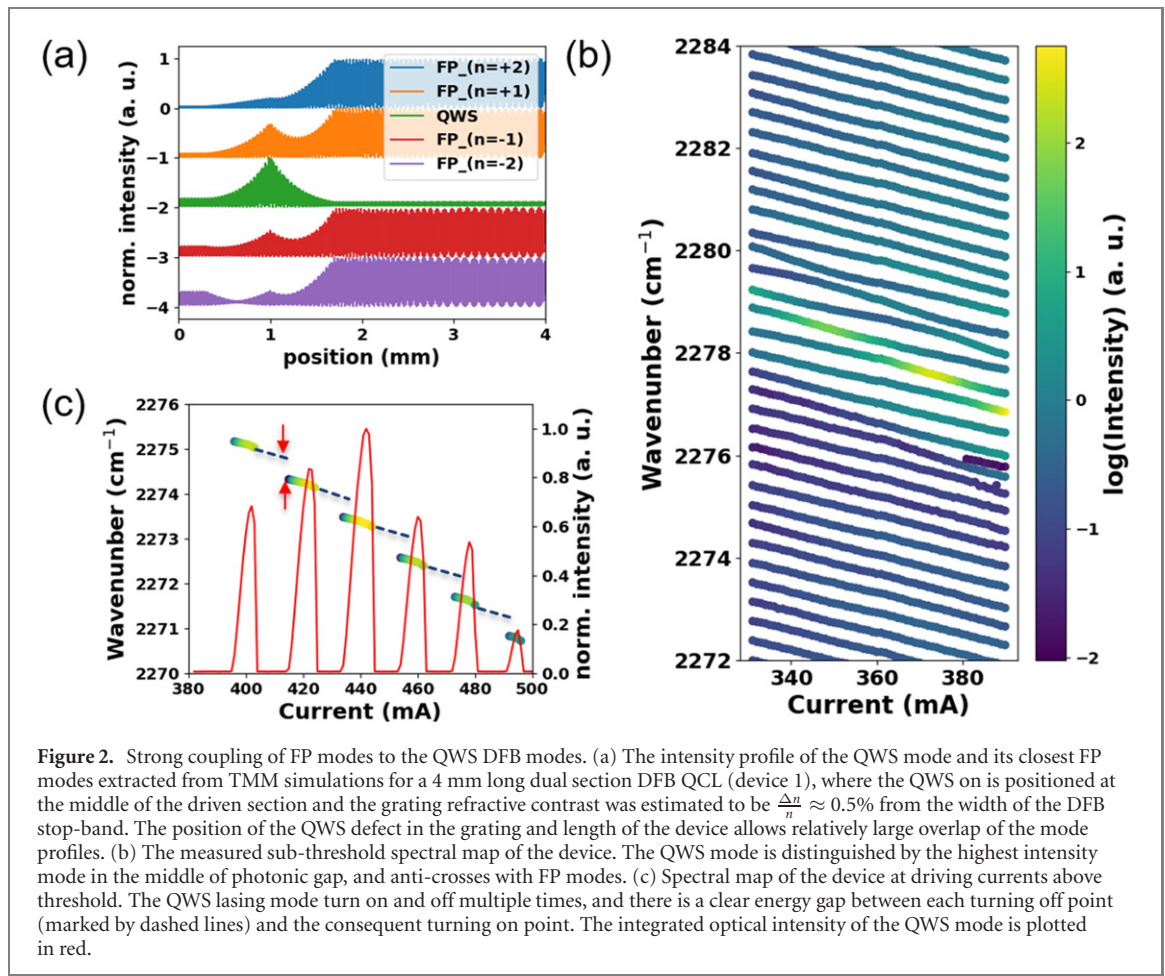 (a)
1
0
−1
−2
−3
−4
norm. intensity (a. u.)
FP_(n=+2)
FP_(n=+1)
QWS
FP_(n=-1)
FP_(n=-2)
0 1 2 3 4
position (mm)
(b)
2284
2282
2280
2278
2276
2274
2272
Wavenunber (cm−1)
340 360 380
Current (mA)
2
1
0
−1
−2
log(Intensity) (a. u.)
(c)
2276
2275
2274
2273
2272
2271
2270
Wavenunber (cm−1)
1.0
0.8
0.6
0.4
0.2
0.0
norm. intensity (a. u.)
380 400 420 440 460 480 500
Current (mA)
Figure 2. Strong coupling of FP modes to the QWS DFB modes. (a) The intensity profile of the QWS mode and its closest FP
modes extracted from TMM simulations for a 4 mm long dual section DFB QCL (device 1), where the QWS on is positioned at
the middle of the driven section and the grating refractive contrast was estimated to be Δn/n ≈ 0.5% from the width of the DFB
stop-band. The position of the QWS defect in the grating and length of the device allows relatively large overlap of the mode
profiles. (b) The measured sub-threshold spectral map of the device. The QWS mode is distinguished by the highest intensity
mode in the middle of photonic gap, and anti-crosses with FP modes. (c) Spectral map of the device at driving currents above
threshold. The QWS lasing mode turn on and off multiple times, and there is a clear energy gap between each turning off point
(marked by dashed lines) and the consequent turning on point. The integrated optical intensity of the QWS mode is plotted
in red.